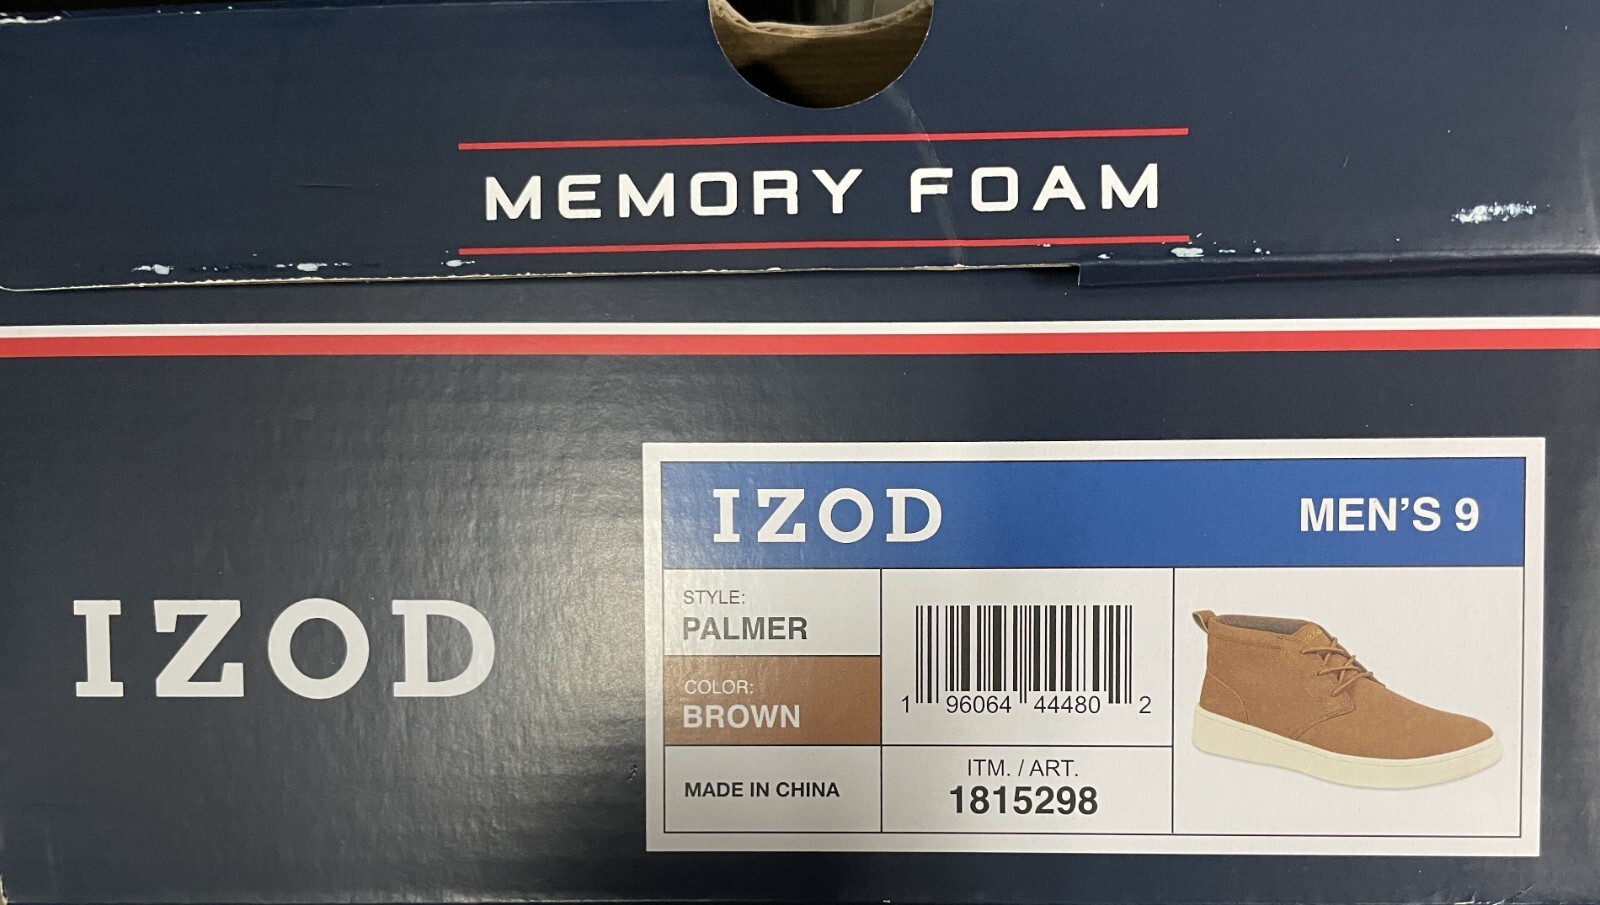 MEMORY FOAM
IZOD
IZOD
MEN'S 9
STYLE:
PALMER
COLOR:
BROWN
MADE IN CHINA
1 96064 44480 2
ITM. / ART.
1815298